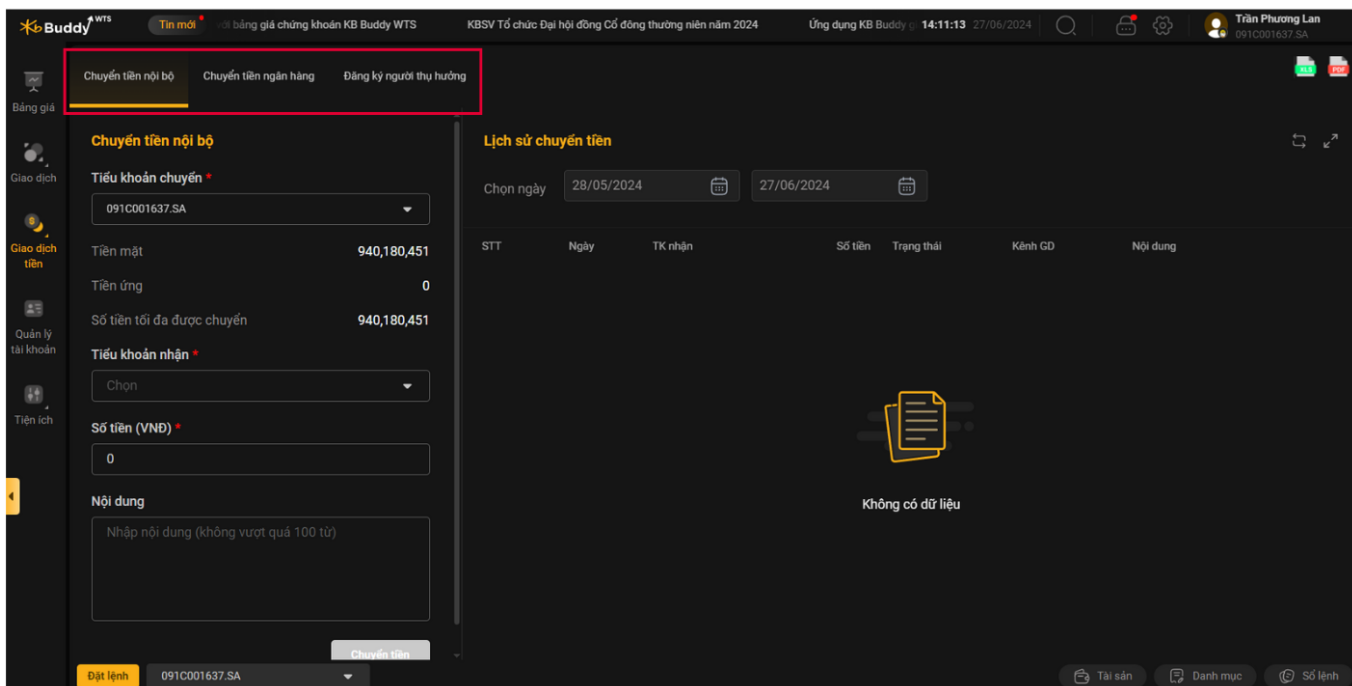 KBBuddy WTS
Tin mới
với bảng giá chứng khoán KB Buddy WTS
KBSV Tổ chức Đại hội đồng Cổ đông thường niên năm 2024
Ứng dụng KB Buddy
14:11:13 27/06/2024
Trần Phương Lan
091C001637.SA
Chuyển tiền nội bộ
Chuyển tiền ngân hàng
Đăng ký người thụ hưởng
XLS
PDF
Bảng giá
Giao dịch
Giao dịch
tiền
Quản lý
tài khoản
Tiện ích
Chuyển tiền nội bộ
Tiểu khoản chuyển *
091C001637.SA
Tiền mặt 940,180,451
Tiền ứng 0
Số tiền tối đa được chuyển 940,180,451
Tiểu khoản nhận *
Chọn
Số tiền (VNĐ) *
0
Nội dung
Nhập nội dung (không vượt quá 100 từ)
Chuyển tiền
Lịch sử chuyển tiền
Chọn ngày 28/05/2024 27/06/2024
STT Ngày TK nhận Số tiền Trạng thái Kênh GD Nội dung
Không có dữ liệu
Đặt lệnh 091C001637.SA
Tài sản Danh mục Sổ lệnh